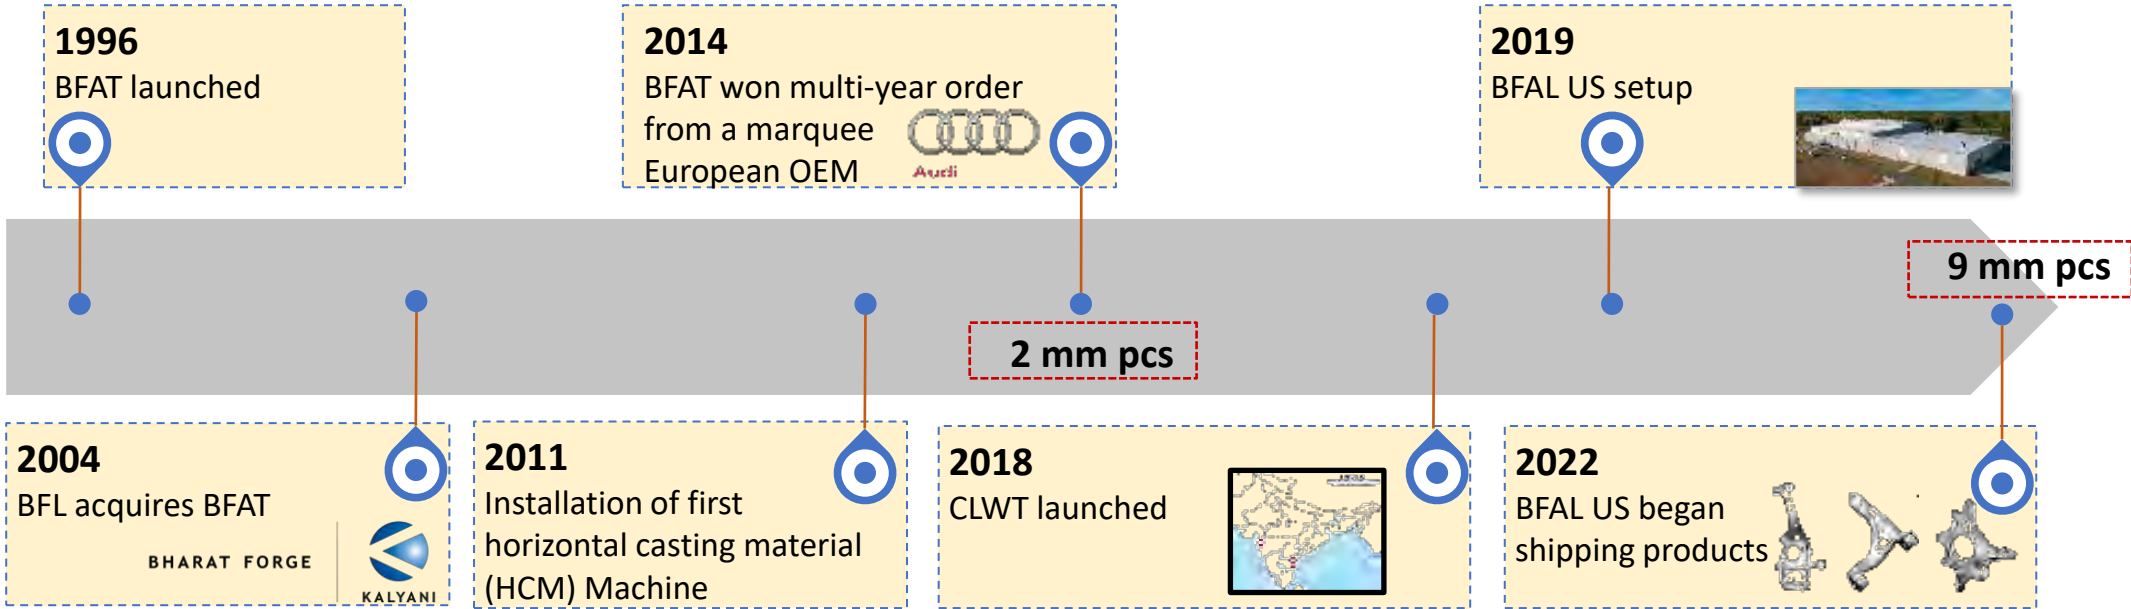 1996
BFAT launched
2014
BFAT won multi-year order
from a marquee
European OEM
Audi
2019
BFAL US setup
9 mm pcs
2 mm pcs
2004
BFL acquires BFAT
BHARAT FORGE
KALYANI
2011
Installation of first
horizontal casting material
(HCM) Machine
2018
CLWT launched
2022
BFAL US began
shipping products